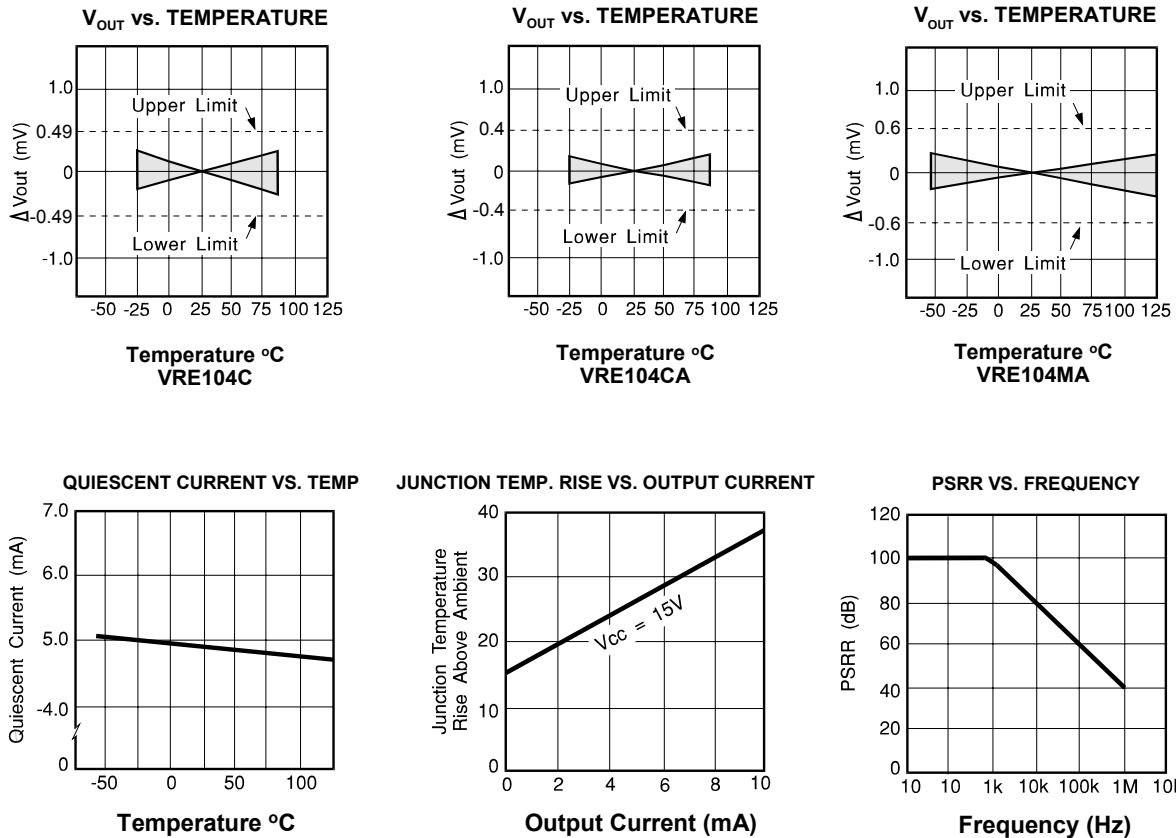 V_OUT vs. TEMPERATURE
1.0
Upper Limit
0.49
0
-0.49
Lower Limit
-1.0
Δ Vout (mV)
-50 -25 0 25 50 75 100 125
Temperature °C
VRE104C
V_OUT vs. TEMPERATURE
1.0
Upper Limit
0.4
0
-0.4
Lower Limit
-1.0
Δ Vout (mV)
-50 -25 0 25 50 75 100 125
Temperature °C
VRE104CA
V_OUT vs. TEMPERATURE
1.0
Upper Limit
0.6
0
-0.6
Lower Limit
-1.0
Δ Vout (mV)
-50 -25 0 25 50 75 100 125
Temperature °C
VRE104MA
QUIESCENT CURRENT VS. TEMP
7.0
6.0
5.0
-4.0
0
Quiescent Current (mA)
-50 0 50 100
Temperature °C
JUNCTION TEMP. RISE VS. OUTPUT CURRENT
40
30
20
10
0
Junction Temperature
Rise Above Ambient
Vcc = 15V
0 2 4 6 8 10
Output Current (mA)
PSRR VS. FREQUENCY
120
100
80
60
40
20
0
PSRR (dB)
10 10 1k 10k 100k 1M 10
Frequency (Hz)